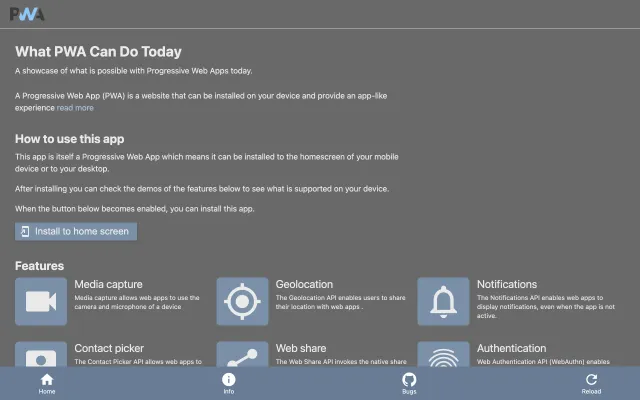 PWA
What PWA Can Do Today
A showcase of what is possible with Progressive Web Apps today.
A Progressive Web App (PWA) is a website that can be installed on your device and provide an app-like
experience read more
How to use this app
This app is itself a Progressive Web App which means it can be installed to the homescreen of your mobile
device or to your desktop.
After installing you can check the demos of the features below to see what is supported on your device.
When the button below becomes enabled, you can install this app.
Install to home screen
Features
Media capture
Media capture allows web apps to use the
camera and microphone of a device
Geolocation
The Geolocation API enables users to share
their location with web apps .
Notifications
The Notifications API enables web apps to
display notifications, even when the app is not
active.
Contact picker
The Contact Picker API allows web apps to
Web share
The Web Share API invokes the native share
Authentication
Web Authentication API (WebAuthn) enables
Home
Info
Bugs
Reload